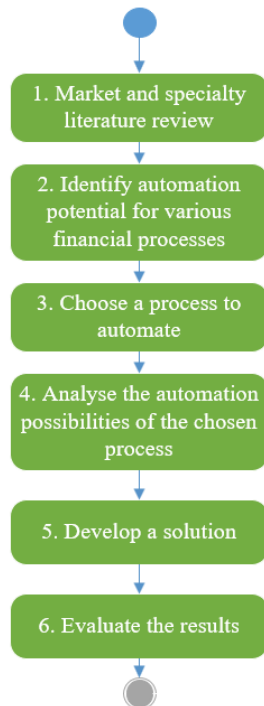 1. Market and specialty
literature review
2. Identify automation
potential for various
financial processes
3. Choose a process to
automate
4. Analyse the automation
possibilities of the chosen
process
5. Develop a solution
6. Evaluate the results